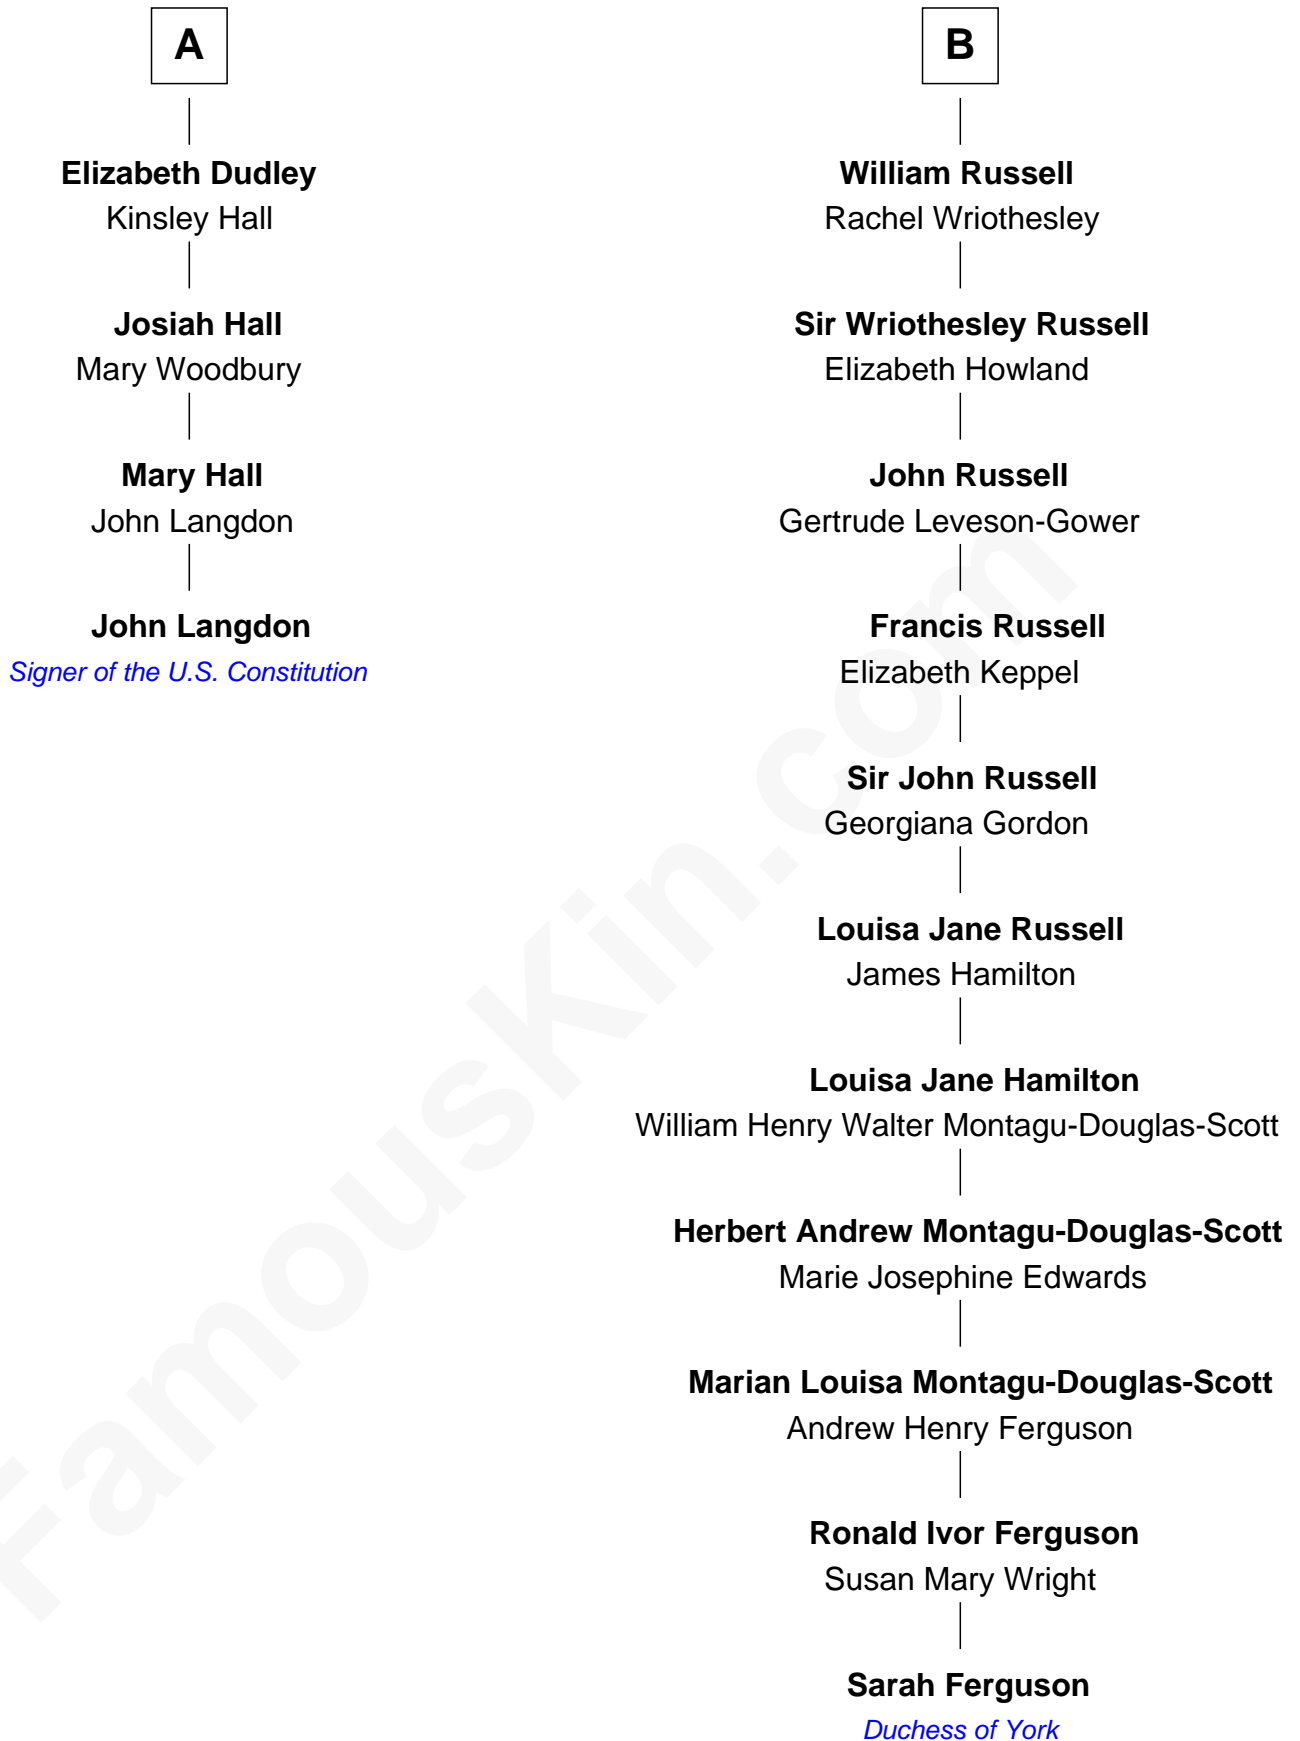 A
Elizabeth Dudley
Kinsley Hall
Josiah Hall
Mary Woodbury
Mary Hall
John Langdon
John Langdon
Signer of the U.S. Constitution
B
William Russell
Rachel Wriothesley
Sir Wriothesley Russell
Elizabeth Howland
John Russell
Gertrude Leveson-Gower
Francis Russell
Elizabeth Keppel
Sir John Russell
Georgiana Gordon
Louisa Jane Russell
James Hamilton
Louisa Jane Hamilton
William Henry Walter Montagu-Douglas-Scott
Herbert Andrew Montagu-Douglas-Scott
Marie Josephine Edwards
Marian Louisa Montagu-Douglas-Scott
Andrew Henry Ferguson
Ronald Ivor Ferguson
Susan Mary Wright
Sarah Ferguson
Duchess of York
FamousKin.com